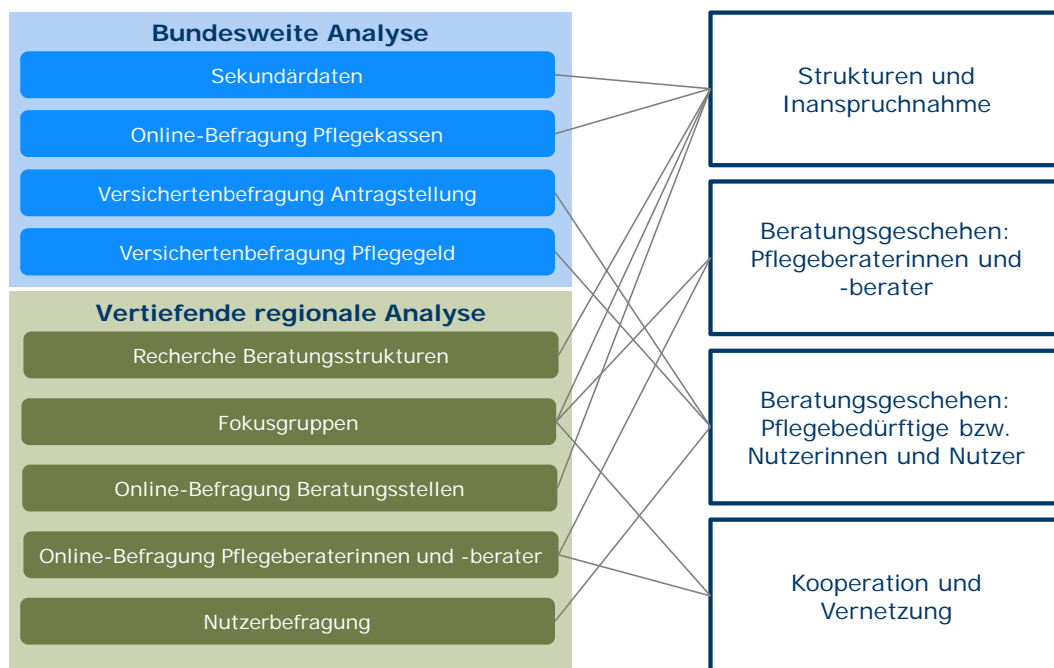 Bundesweite Analyse
Sekundärdaten
Online-Befragung Pflegekassen
Versichertenbefragung Antragstellung
Versichertenbefragung Pflegegeld
Vertiefende regionale Analyse
Recherche Beratungsstrukturen
Fokusgruppen
Online-Befragung Beratungsstellen
Online-Befragung Pflegeberaterinnen und -berater
Nutzerbefragung
Strukturen und
Inanspruchnahme
Beratungsgeschehen:
Pflegeberaterinnen und
-berater
Beratungsgeschehen:
Pflegebedürftige bzw.
Nutzerinnen und Nutzer
Kooperation und
Vernetzung